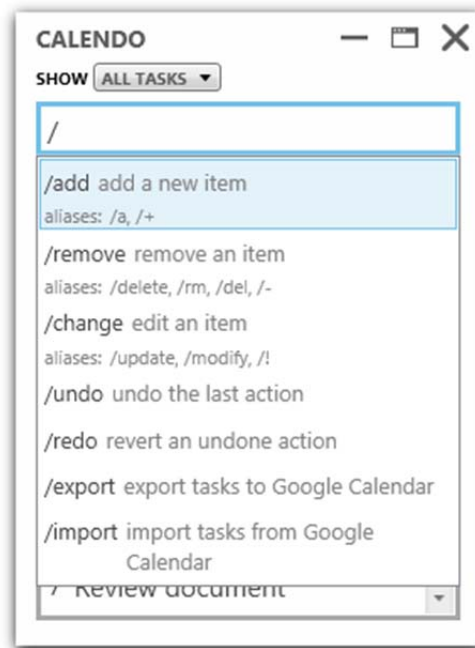 CALENDO
SHOW ALL TASKS
/
/add add a new item
aliases: /a, /+
/remove remove an item
aliases: /delete, /rm, /del, /-
/change edit an item
aliases: /update, /modify, /!
/undo undo the last action
/redo revert an undone action
/export export tasks to Google Calendar
/import import tasks from Google
Calendar
Review document